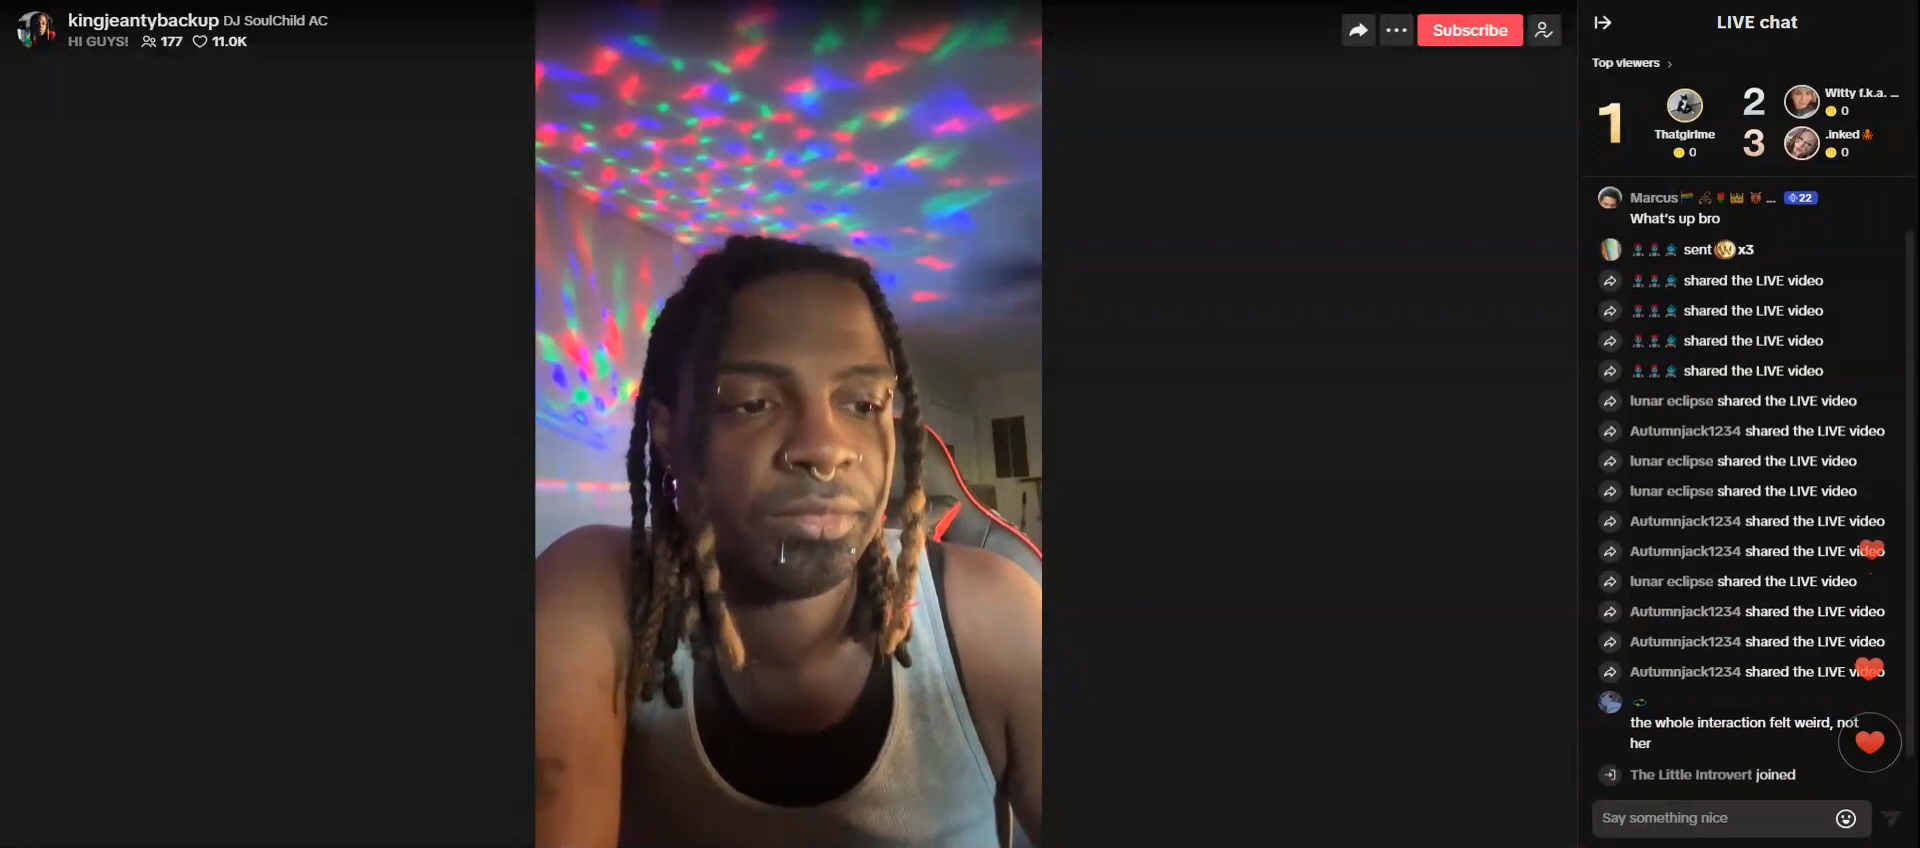 kingjeantybackup DJ SoulChild AC
HI GUYS! 177 11.0K
Subscribe
LIVE chat
Top viewers
1
Thatgirlme
0
2
Witty f.k.a. ...
0
3
.inked
0
Marcus ... 22
What's up bro
sent x3
shared the LIVE video
shared the LIVE video
shared the LIVE video
shared the LIVE video
lunar eclipse shared the LIVE video
Autumnjack1234 shared the LIVE video
lunar eclipse shared the LIVE video
lunar eclipse shared the LIVE video
Autumnjack1234 shared the LIVE video
Autumnjack1234 shared the LIVE video
lunar eclipse shared the LIVE video
Autumnjack1234 shared the LIVE video
Autumnjack1234 shared the LIVE video
Autumnjack1234 shared the LIVE video
the whole interaction felt weird, not
her
The Little Introvert joined
Say something nice